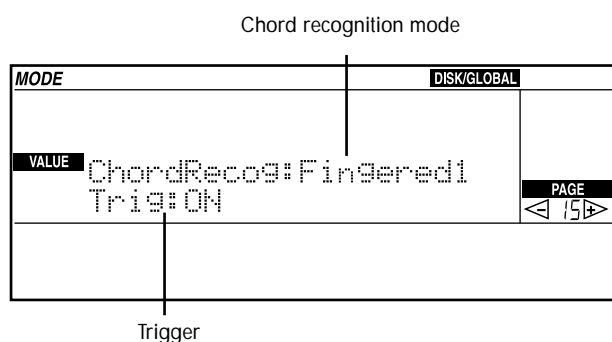 Chord recognition mode
MODE
DISK/GLOBAL
VALUE
ChordRecog:Fingered1
Trig:ON
PAGE
- 15 +
Trigger